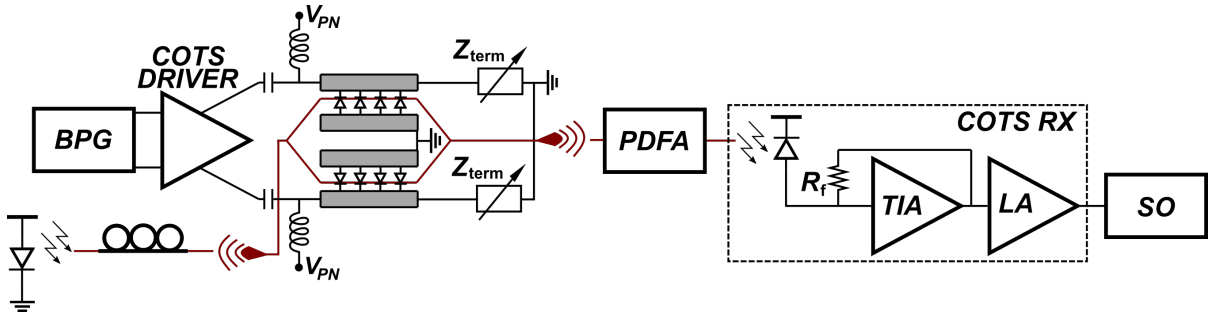 V_PN
COTS
DRIVER
Z_term
BPG
PDFA
COTS RX
R_f
TIA
LA
SO
Z_term
V_PN